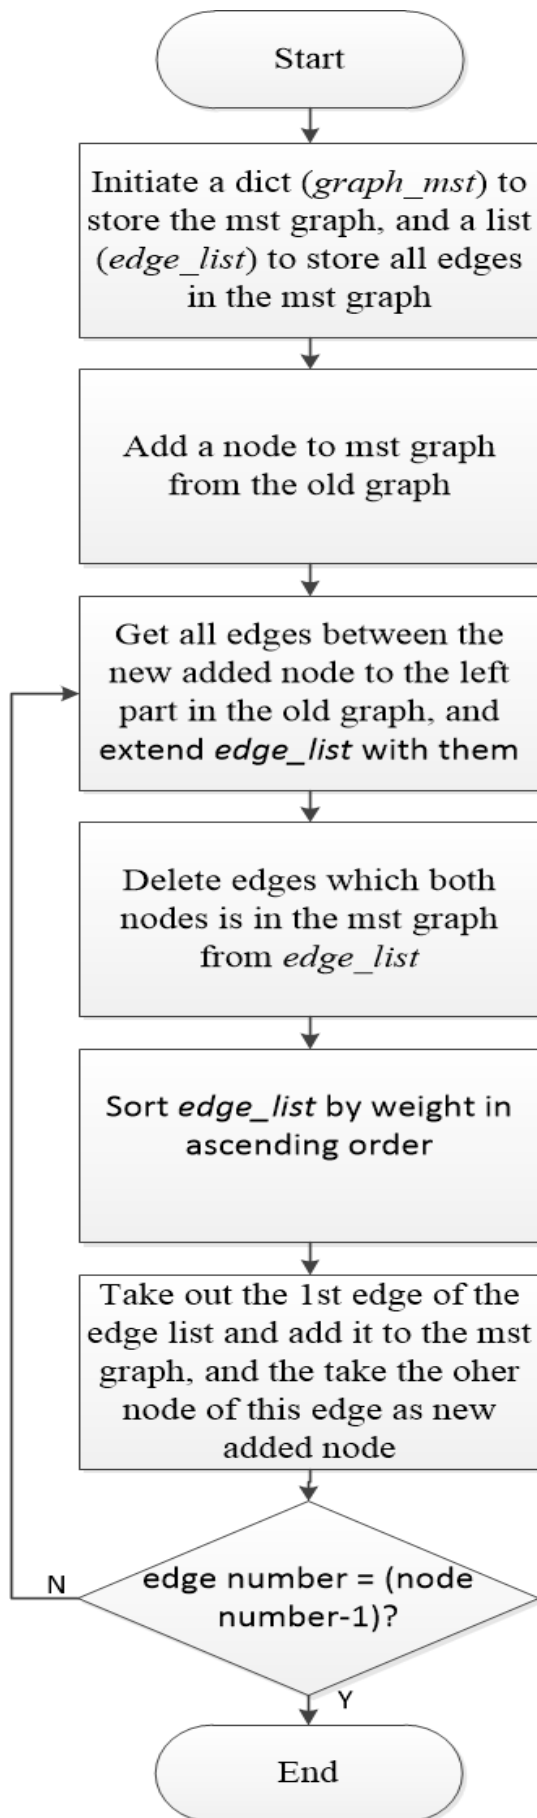 Start
Initiate a dict (graph_mst) to
store the mst graph, and a list
(edge_list) to store all edges
in the mst graph
Add a node to mst graph
from the old graph
Get all edges between the
new added node to the left
part in the old graph, and
extend edge_list with them
Delete edges which both
nodes is in the mst graph
from edge_list
Sort edge_list by weight in
ascending order
Take out the 1st edge of the
edge list and add it to the mst
graph, and the take the oher
node of this edge as new
added node
N
edge number = (node
number-1)?
Y
End